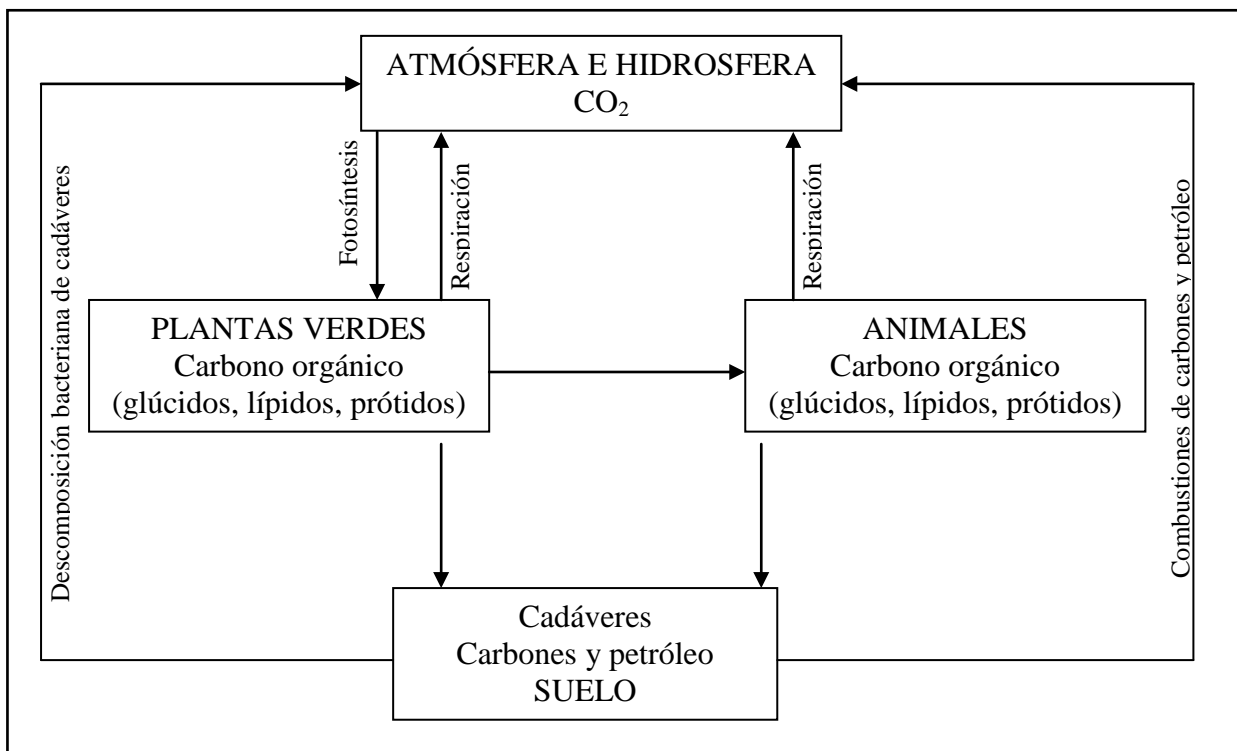 ATMÓSFERA E HIDROSFERA
CO₂
Descomposición bacteriana de cadáveres
Fotosíntesis
Respiración
Respiración
Combustiones de carbones y petróleo
PLANTAS VERDES
Carbono orgánico
(glúcidos, lípidos, prótidos)
ANIMALES
Carbono orgánico
(glúcidos, lípidos, prótidos)
Cadáveres
Carbones y petróleo
SUELO